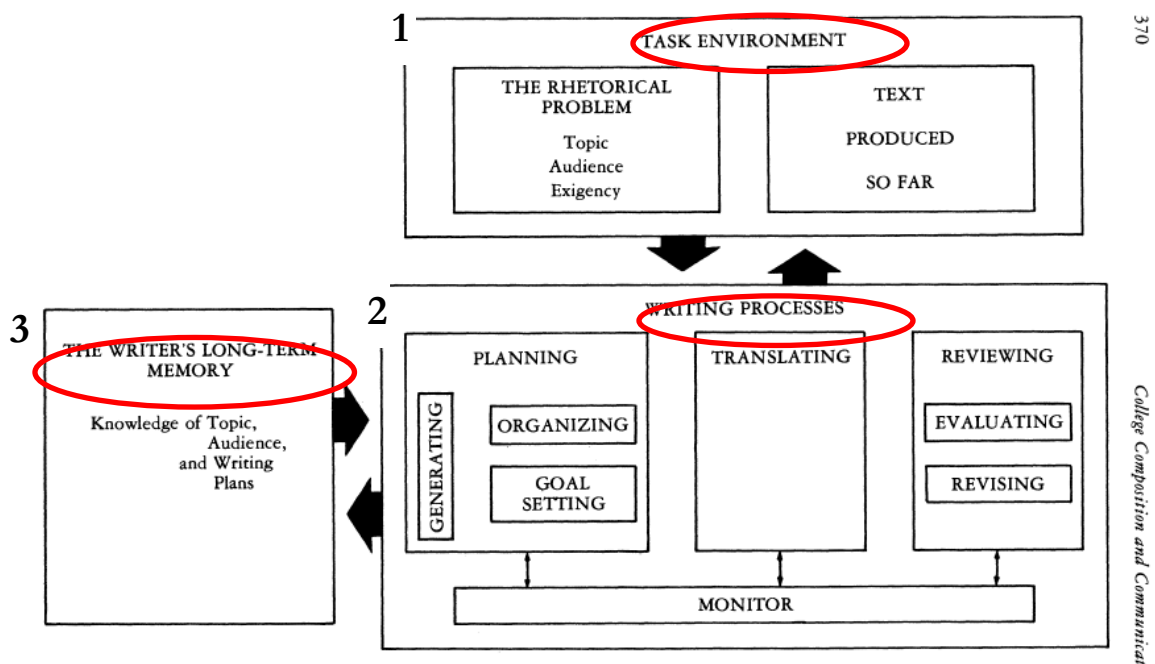 370
1
TASK ENVIRONMENT
THE RHETORICAL
PROBLEM
Topic
Audience
Exigency
TEXT
PRODUCED
SO FAR
3
THE WRITER'S LONG-TERM
MEMORY
Knowledge of Topic,
Audience,
and Writing
Plans
2
WRITING PROCESSES
PLANNING
GENERATING
ORGANIZING
GOAL
SETTING
TRANSLATING
REVIEWING
EVALUATING
REVISING
MONITOR
College Composition and Communicat